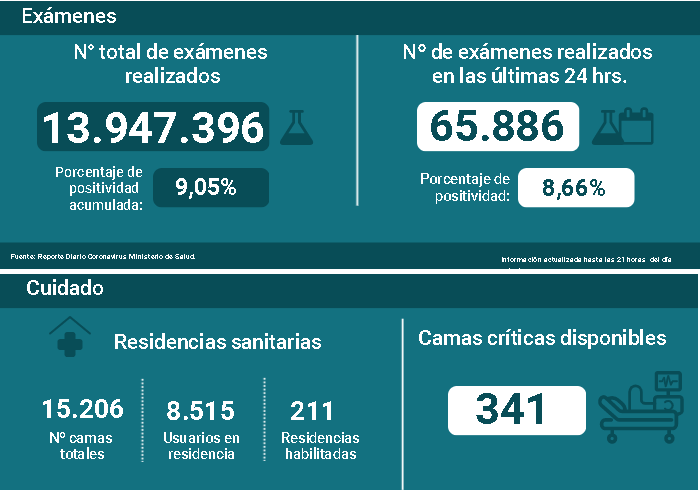 Exámenes
N° total de exámenes
realizados
13.947.396
Porcentaje de
positividad
acumulada:
9,05%
Nº de exámenes realizados
en las últimas 24 hrs.
65.886
Porcentaje de
positividad:
8,66%
Fuente: Reporte Diario Coronavirus Ministerio de Salud.
Información actualizada hasta las 21 horas del día
Cuidado
Residencias sanitarias
15.206
Nº camas
totales
8.515
Usuarios en
residencia
211
Residencias
habilitadas
Camas críticas disponibles
341